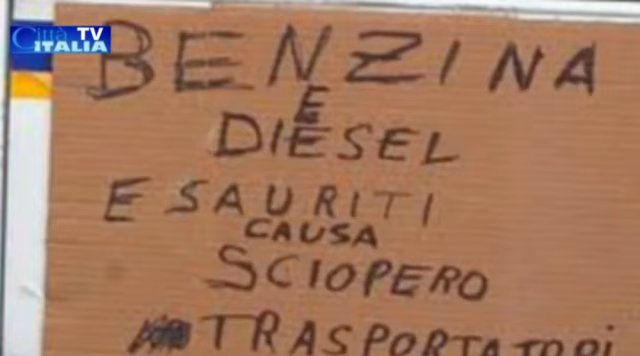 Città TV
ITALIA
BENZINA
E
DIESEL
ESAURITI
CAUSA
SCIOPERO
TRASPORTATORI